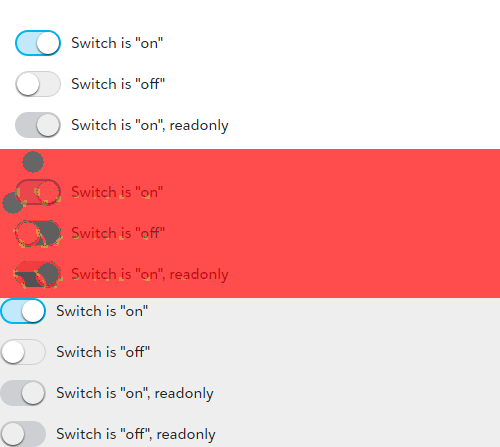 Switch is "on"
Switch is "off"
Switch is "on", readonly
Switch is "on"
Switch is "off"
Switch is "on", readonly
Switch is "on"
Switch is "off"
Switch is "on", readonly
Switch is "off", readonly